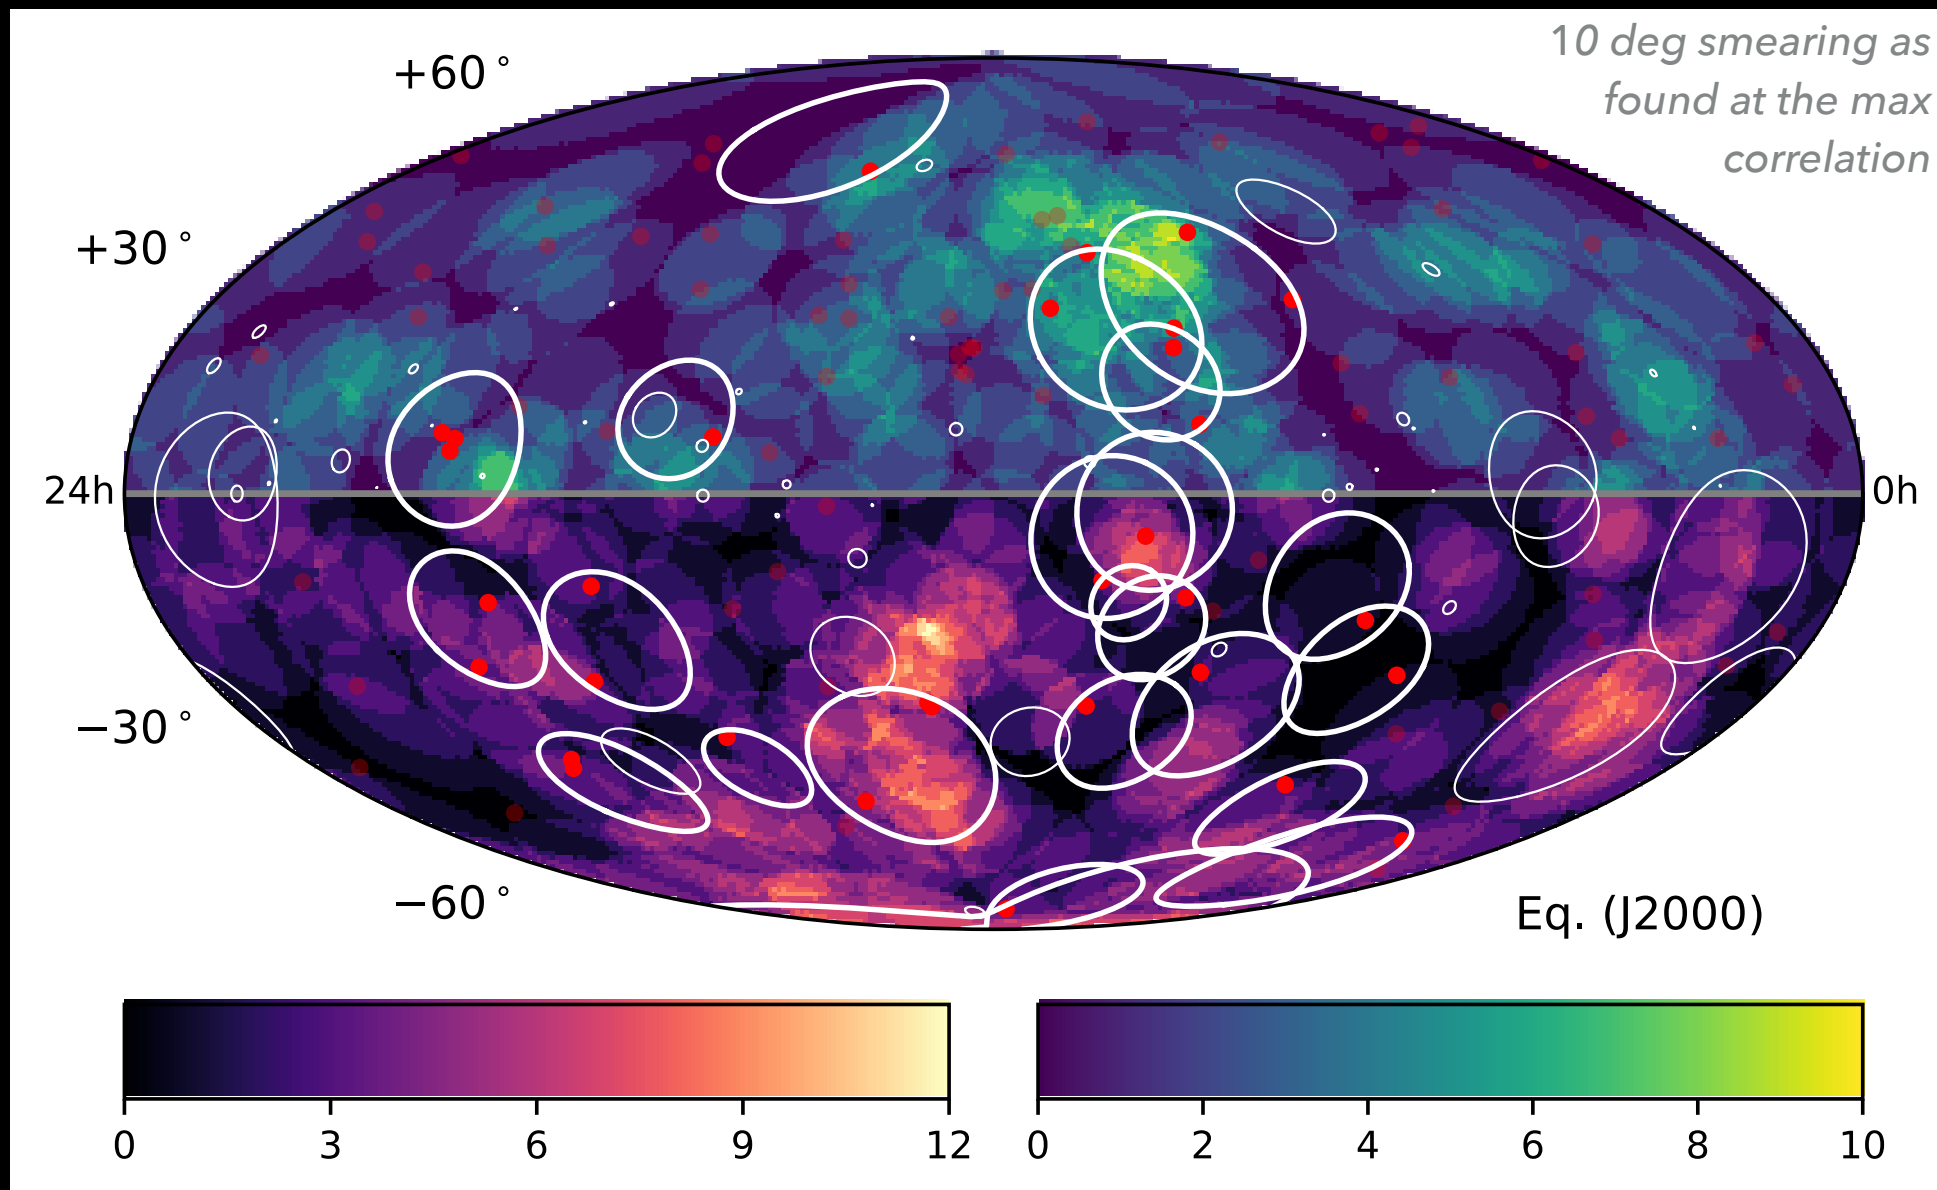 10 deg smearing as
found at the max
correlation
+60°
+30°
24h
0h
−30°
−60°
Eq. (J2000)
0 3 6 9 12
0 2 4 6 8 10